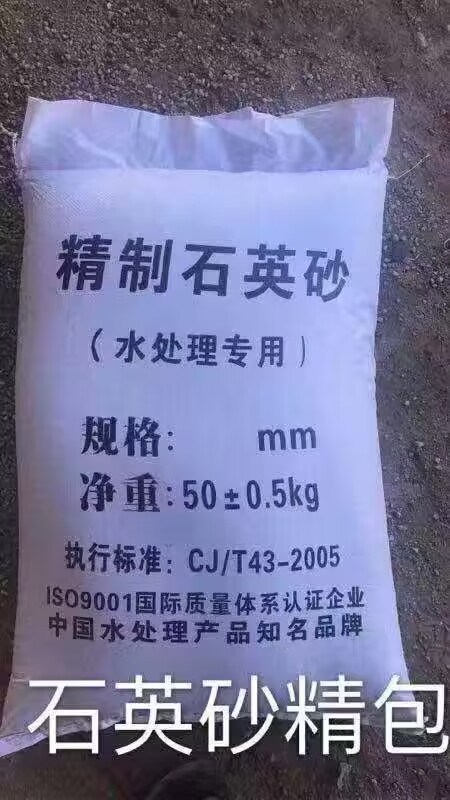 精制石英砂
（水处理专用）
规格： mm
净重：50±0.5kg
执行标准：CJ/T43-2005
ISO9001国际质量体系认证企业
中国水处理产品知名品牌
石英砂精包